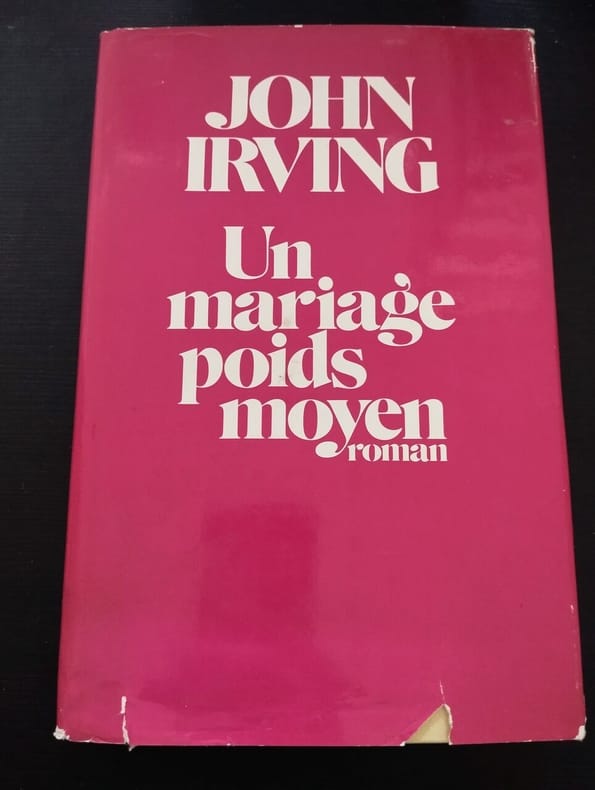 JOHN
IRVING
Un
mariage
poids
moyen
roman